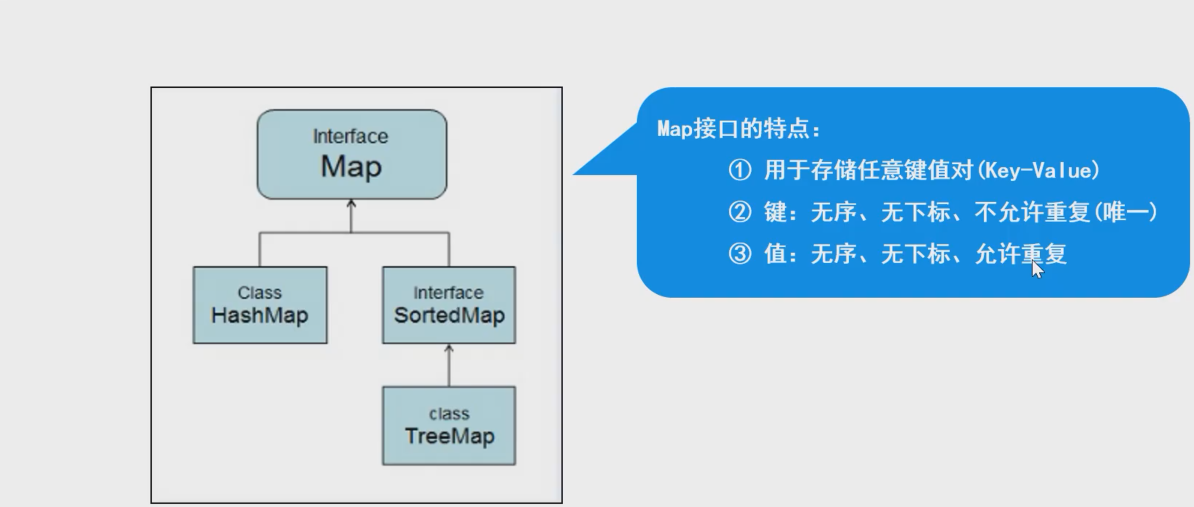 Interface
Map
Class
HashMap
Interface
SortedMap
class
TreeMap
Map接口的特点：
① 用于存储任意键值对(Key-Value)
② 键：无序、无下标、不允许重复(唯一)
③ 值：无序、无下标、允许重复